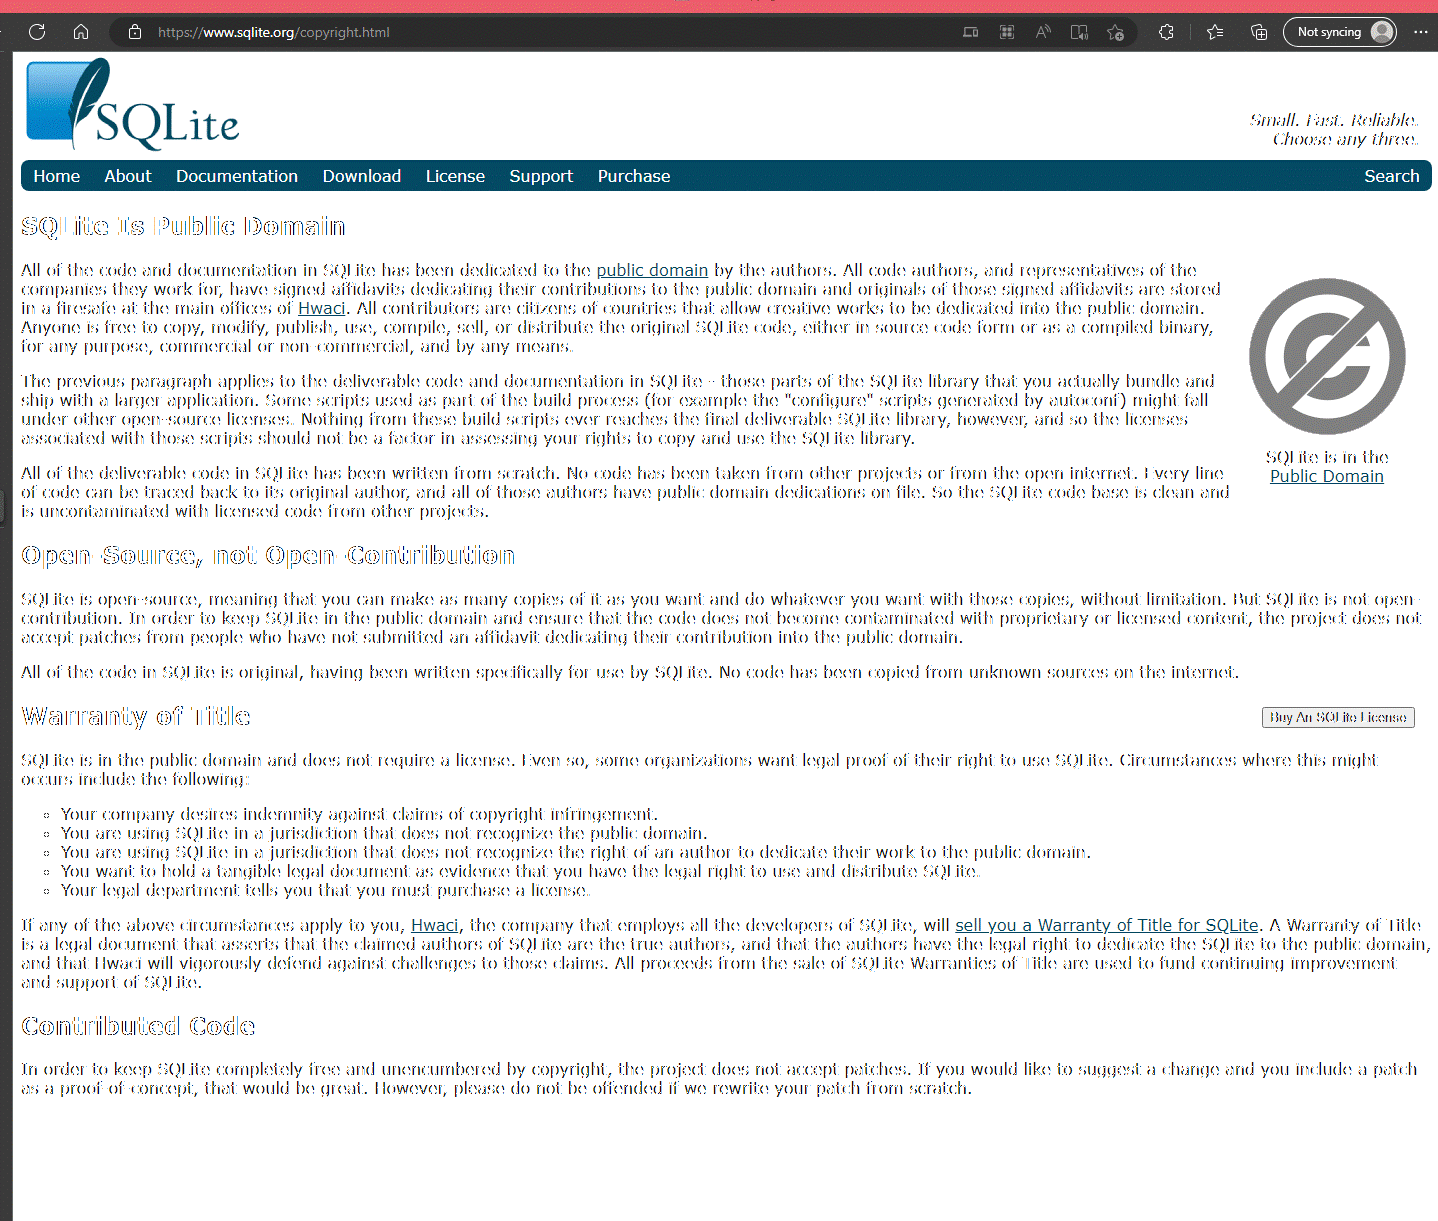 https://www.sqlite.org/copyright.html
Not syncing
SQLite
Small. Fast. Reliable.
Choose any three.
Home About Documentation Download License Support Purchase Search
SQLite Is Public Domain
All of the code and documentation in SQLite has been dedicated to the public domain by the authors. All code authors, and representatives of the
companies they work for, have signed affidavits dedicating their contributions to the public domain and originals of those signed affidavits are stored
in a firesafe at the main offices of Hwaci. All contributors are citizens of countries that allow creative works to be dedicated into the public domain.
Anyone is free to copy, modify, publish, use, compile, sell, or distribute the original SQLite code, either in source code form or as a compiled binary,
for any purpose, commercial or non-commercial, and by any means.
The previous paragraph applies to the deliverable code and documentation in SQLite - those parts of the SQLite library that you actually bundle and
ship with a larger application. Some scripts used as part of the build process (for example the "configure" scripts generated by autoconf) might fall
under other open-source licenses. Nothing from these build scripts ever reaches the final deliverable SQLite library, however, and so the licenses
associated with those scripts should not be a factor in assessing your rights to copy and use the SQLite library.
All of the deliverable code in SQLite has been written from scratch. No code has been taken from other projects or from the open internet. Every line
of code can be traced back to its original author, and all of those authors have public domain dedications on file. So the SQLite code base is clean and
is uncontaminated with licensed code from other projects.
SQLite is in the
Public Domain
Open-Source, not Open-Contribution
SQLite is open-source, meaning that you can make as many copies of it as you want and do whatever you want with those copies, without limitation. But SQLite is not open-
contribution. In order to keep SQLite in the public domain and ensure that the code does not become contaminated with proprietary or licensed content, the project does not
accept patches from people who have not submitted an affidavit dedicating their contribution into the public domain.
All of the code in SQLite is original, having been written specifically for use by SQLite. No code has been copied from unknown sources on the internet.
Warranty of Title
Buy An SQLite License
SQLite is in the public domain and does not require a license. Even so, some organizations want legal proof of their right to use SQLite. Circumstances where this might
occurs include the following:
Your company desires indemnity against claims of copyright infringement.
You are using SQLite in a jurisdiction that does not recognize the public domain.
You are using SQLite in a jurisdiction that does not recognize the right of an author to dedicate their work to the public domain.
You want to hold a tangible legal document as evidence that you have the legal right to use and distribute SQLite.
Your legal department tells you that you must purchase a license.
If any of the above circumstances apply to you, Hwaci, the company that employs all the developers of SQLite, will sell you a Warranty of Title for SQLite. A Warranty of Title
is a legal document that asserts that the claimed authors of SQLite are the true authors, and that the authors have the legal right to dedicate the SQLite to the public domain,
and that Hwaci will vigorously defend against challenges to those claims. All proceeds from the sale of SQLite Warranties of Title are used to fund continuing improvement
and support of SQLite.
Contributed Code
In order to keep SQLite completely free and unencumbered by copyright, the project does not accept patches. If you would like to suggest a change and you include a patch
as a proof-of-concept, that would be great. However, please do not be offended if we rewrite your patch from scratch.